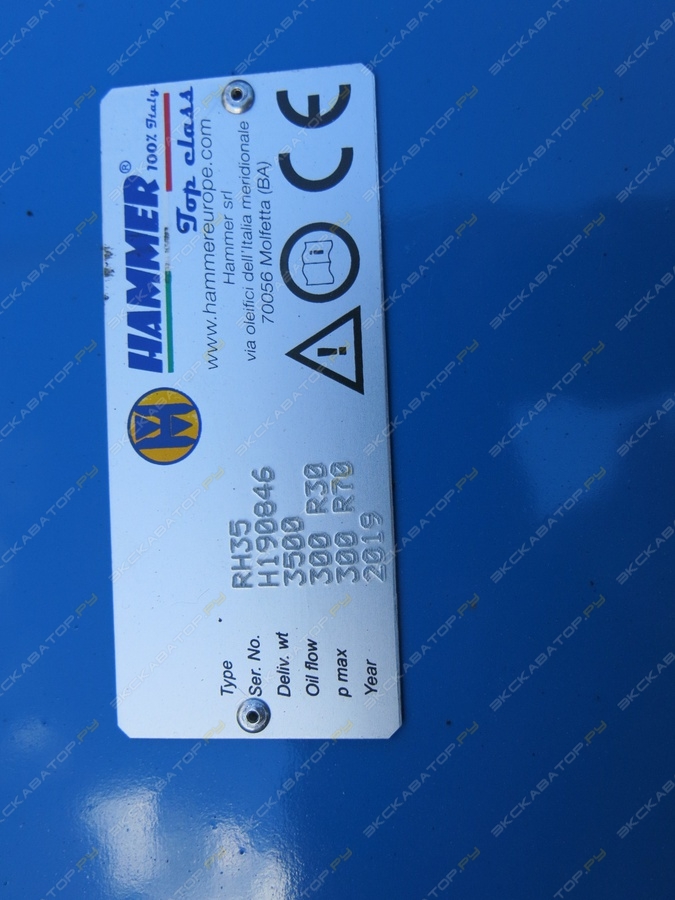 HAMMER®
100% Italy
Top class
www.hammereurope.com
Hammer srl
via oleifici dell'Italia meridionale
70056 Molfetta (BA)
CE
Type RH35
Ser. No. H190846
Deliv. wt 3500
Oil flow 300 R30
p max 300 R70
Year 2019
ЭКСКАВАТОР.РУ